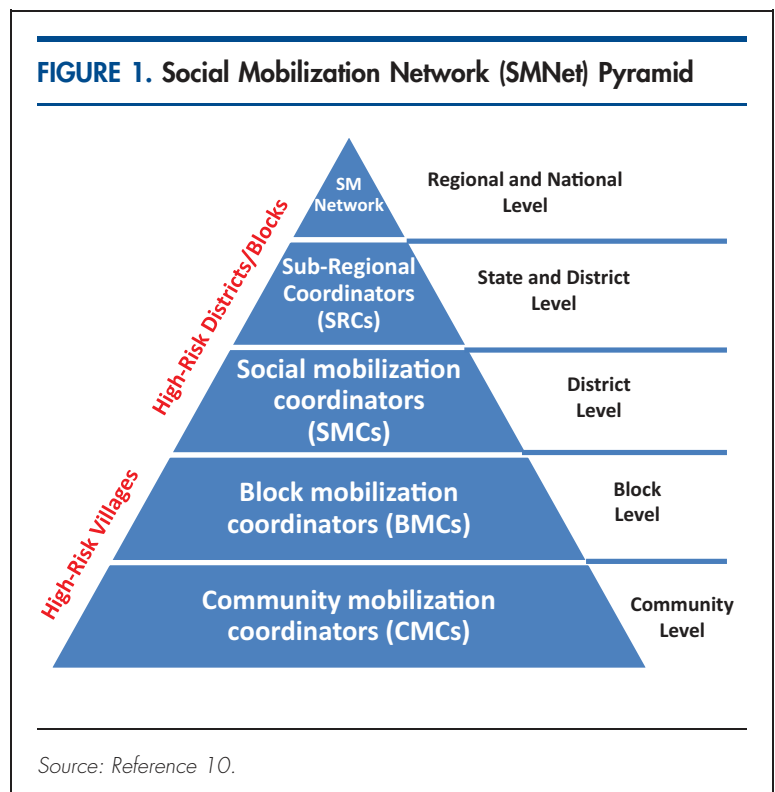 FIGURE 1. Social Mobilization Network (SMNet) Pyramid
High-Risk Districts/Blocks
High-Risk Villages
SM
Network
Regional and National
Level
Sub-Regional
Coordinators
(SRCs)
State and District
Level
Social mobilization
coordinators
(SMCs)
District
Level
Block mobilization
coordinators (BMCs)
Block
Level
Community mobilization
coordinators (CMCs)
Community
Level
Source: Reference 10.